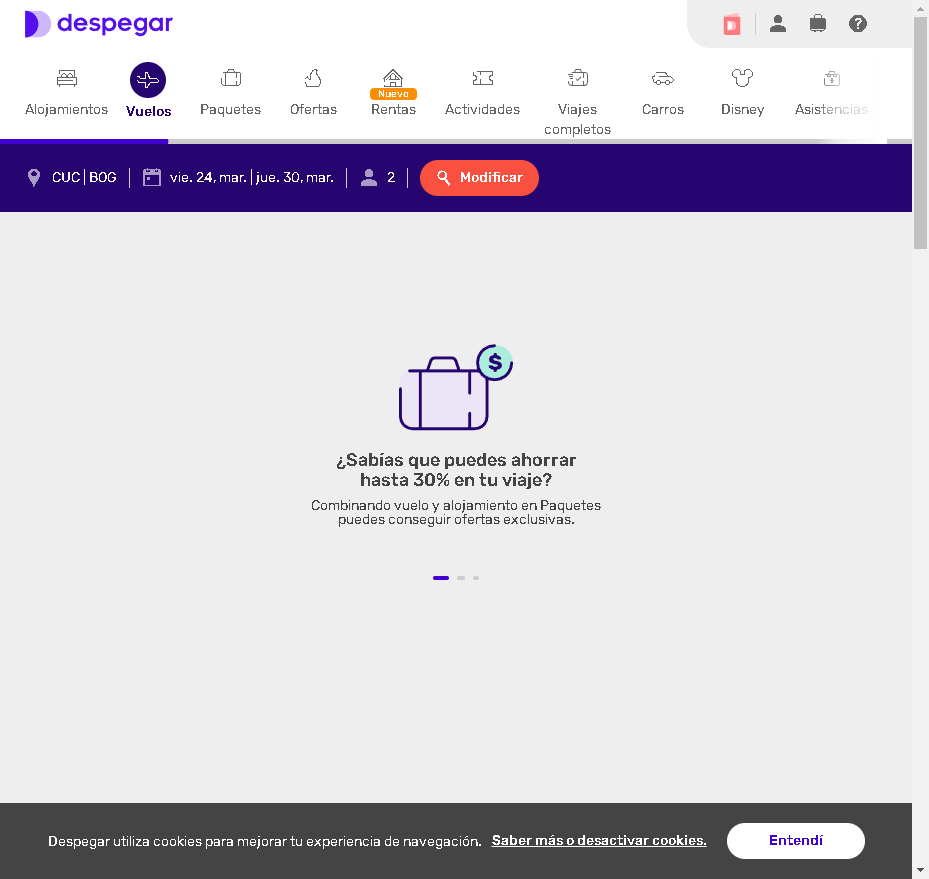 despegar
Alojamientos
Vuelos
Paquetes
Ofertas
Nuevo
Rentas
Actividades
Viajes
completos
Carros
Disney
Asistencias
CUC | BOG
vie. 24, mar. | jue. 30, mar.
2
Modificar
$
¿Sabías que puedes ahorrar
hasta 30% en tu viaje?
Combinando vuelo y alojamiento en Paquetes
puedes conseguir ofertas exclusivas.
Despegar utiliza cookies para mejorar tu experiencia de navegación. Saber más o desactivar cookies. Entendí